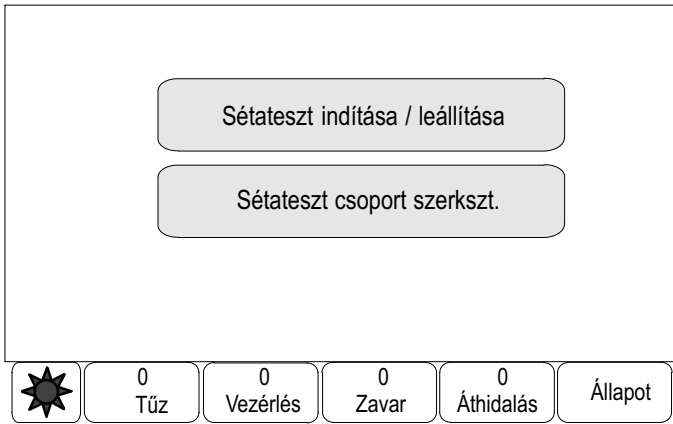 Sétateszt indítása / leállítása
Sétateszt csoport szerkszt.
0 0 0 0
Tűz Vezérlés Zavar Áthidalás Állapot